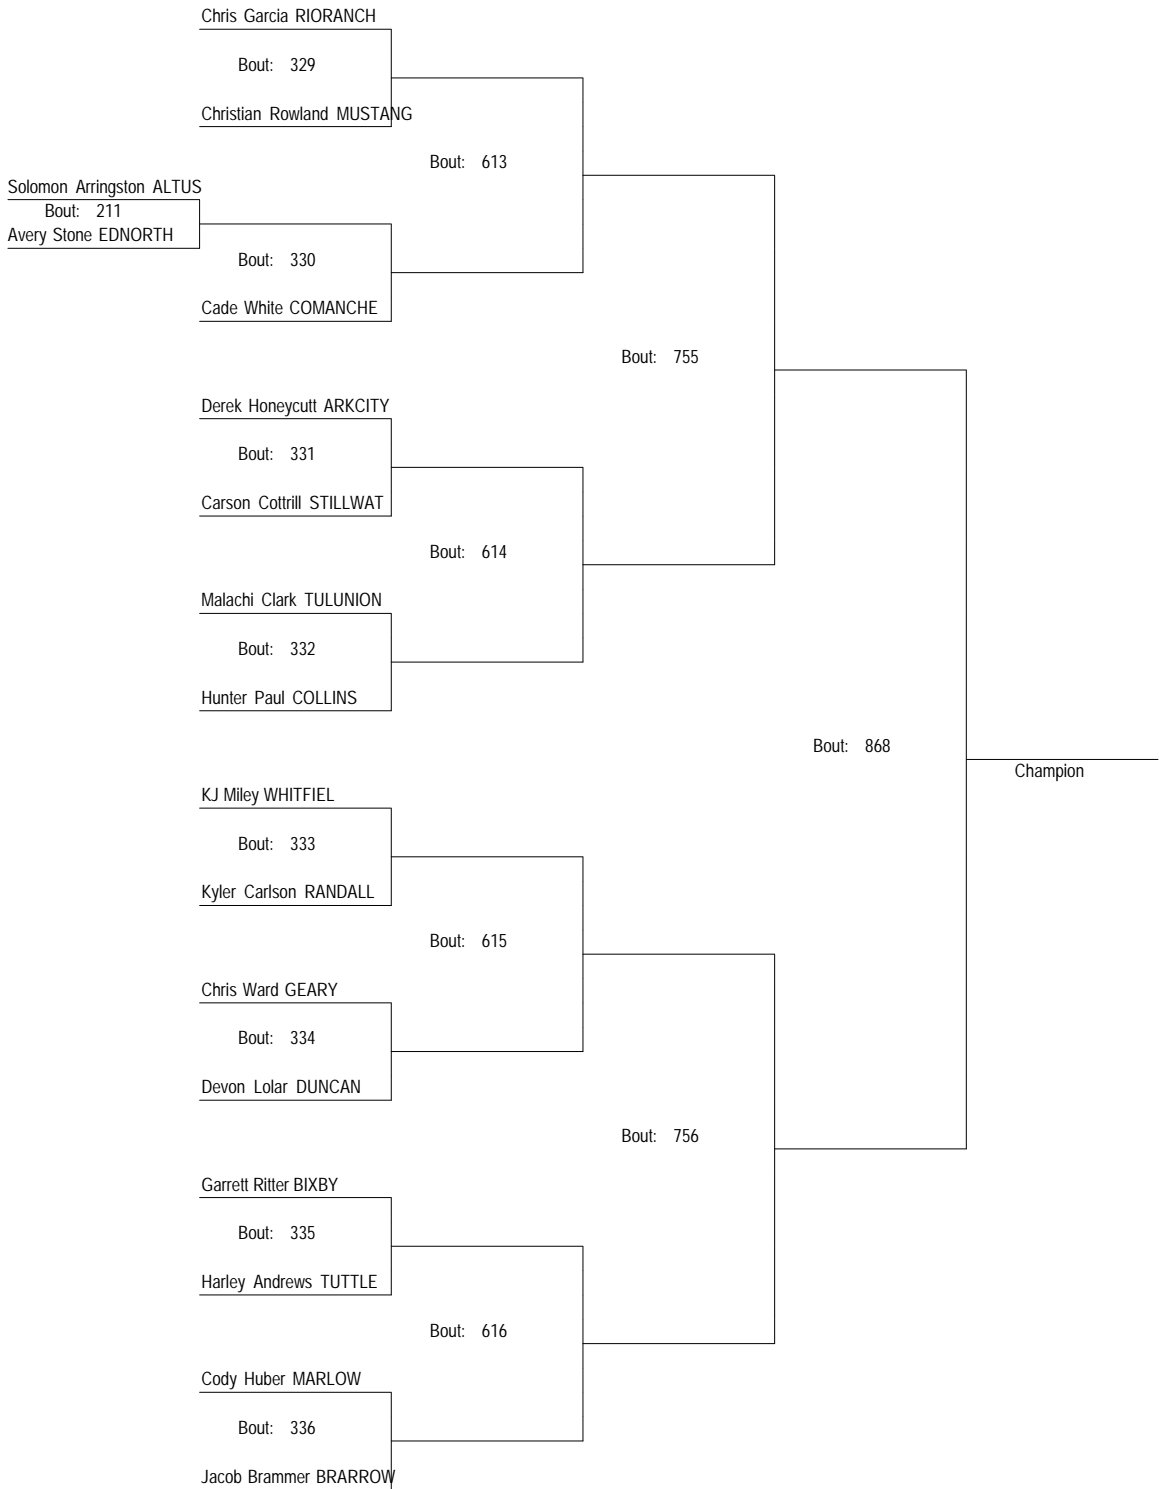 Chris Garcia RIORANCH
Bout: 329
Christian Rowland MUSTANG
Bout: 613
Solomon Arringston ALTUS
Bout: 211
Avery Stone EDNORTH
Bout: 330
Cade White COMANCHE
Bout: 755
Derek Honeycutt ARKCITY
Bout: 331
Carson Cottrill STILLWAT
Bout: 614
Malachi Clark TULUNION
Bout: 332
Hunter Paul COLLINS
Bout: 868
Champion
KJ Miley WHITFIEL
Bout: 333
Kyler Carlson RANDALL
Bout: 615
Chris Ward GEARY
Bout: 334
Devon Lolar DUNCAN
Bout: 756
Garrett Ritter BIXBY
Bout: 335
Harley Andrews TUTTLE
Bout: 616
Cody Huber MARLOW
Bout: 336
Jacob Brammer BRARROW